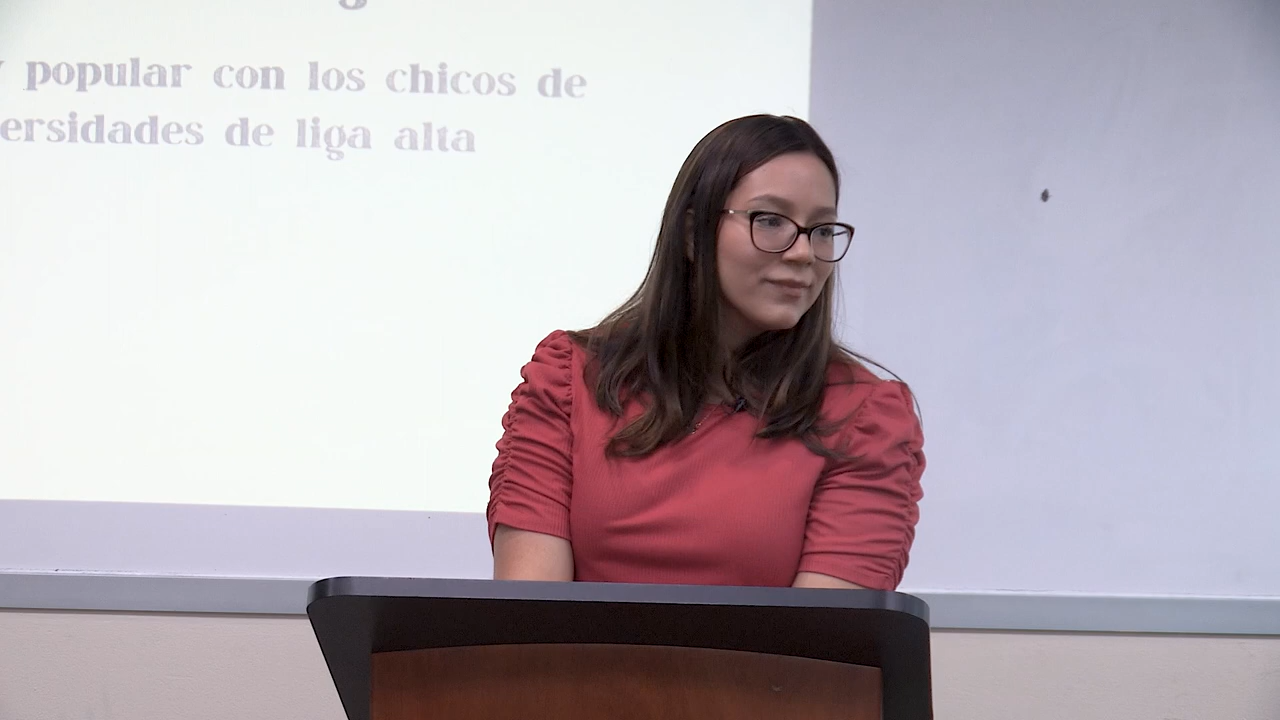 popular con los chicos de
ersidades de liga alta